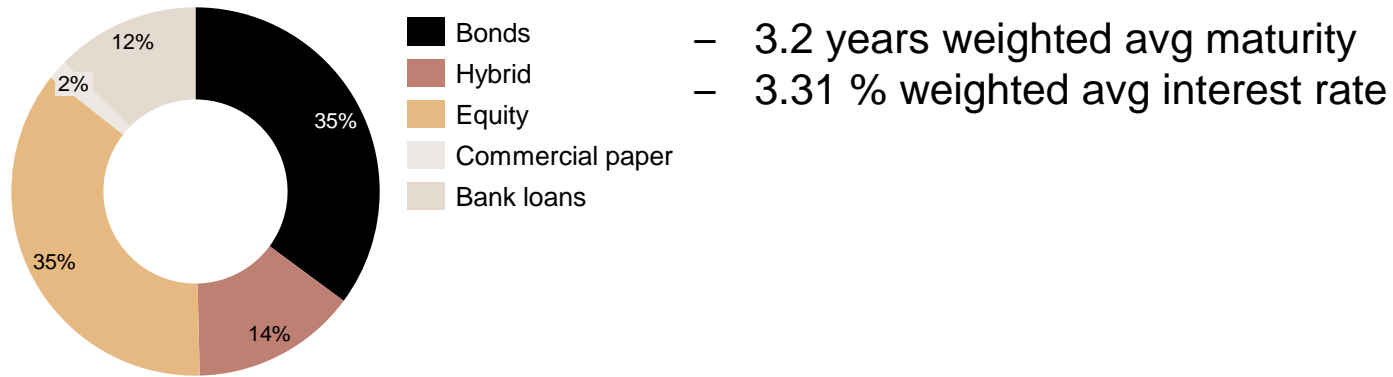 12%
2%
35%
35%
14%
Bonds
Hybrid
Equity
Commercial paper
Bank loans
– 3.2 years weighted avg maturity
– 3.31 % weighted avg interest rate